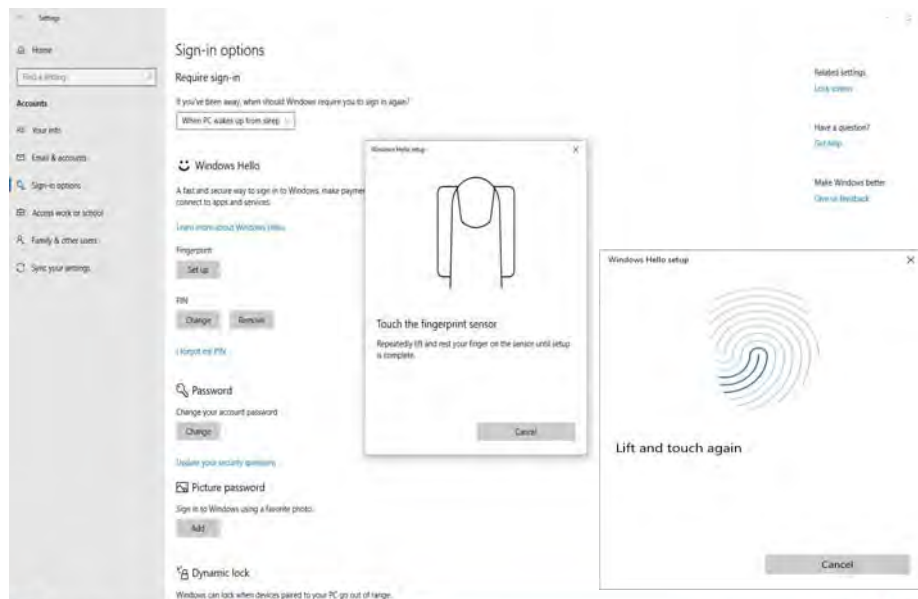 Settings
Home
Find a setting
Accounts
Your info
Email & accounts
Sign-in options
Access work or school
Family & other users
Sync your settings
Sign-in options
Require sign-in
If you've been away, when should Windows require you to sign in again?
When PC wakes up from sleep
Windows Hello
A fast and secure way to sign in to Windows, make paymen
connect to apps and services.
Learn more about Windows Hello
Fingerprint
Set up
PIN
Change
Remove
I forgot my PIN
Password
Change your account password
Change
Update your security questions
Picture password
Sign in to Windows using a favorite photo.
Add
Dynamic lock
Windows can lock when devices paired to your PC go out of range.
Windows Hello setup
Touch the fingerprint sensor
Repeatedly lift and rest your finger on the sensor until setup
is complete.
Cancel
Related settings
Lock screen
Have a question?
Get help
Make Windows better
Give us feedback
Windows Hello setup
Lift and touch again
Cancel